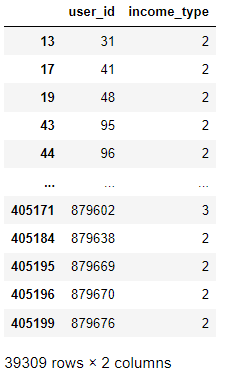 user_id income_type
13 31 2
17 41 2
19 48 2
43 95 2
44 96 2
... ... ...
405171 879602 3
405184 879638 2
405195 879669 2
405196 879670 2
405199 879676 2
39309 rows × 2 columns